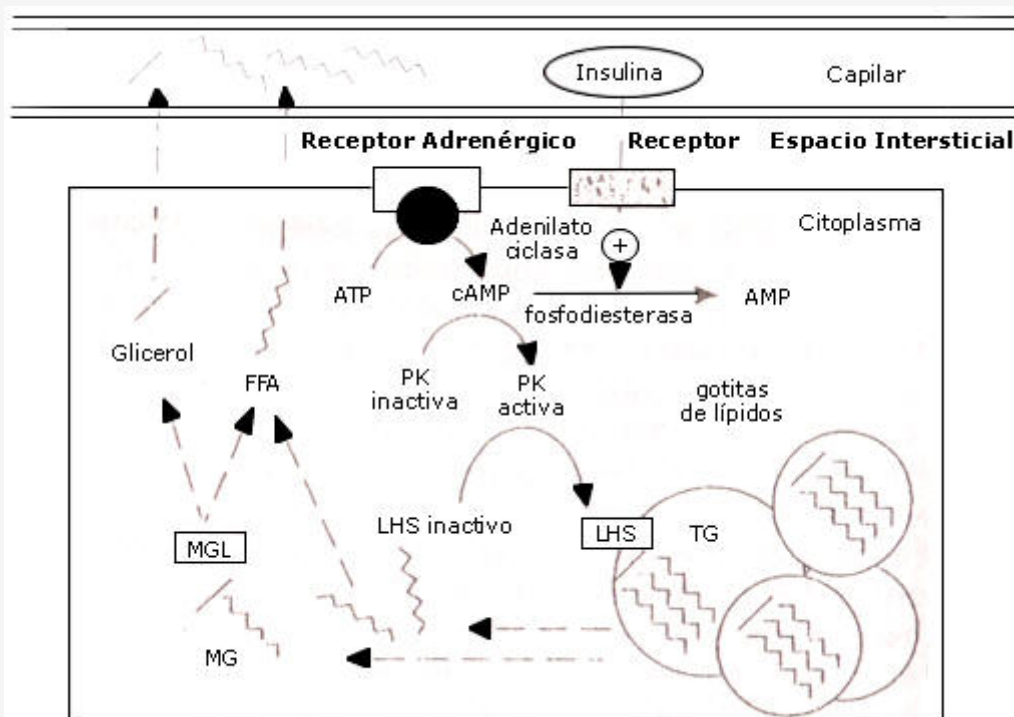 Insulina
Capilar
Receptor Adrenérgico
Receptor
Espacio Intersticial
Citoplasma
Adenilato
ciclasa
+
ATP
cAMP
AMP
fosfodiesterasa
Glicerol
FFA
PK
inactiva
PK
activa
gotitas
de lípidos
LHS inactivo
LHS
TG
MGL
MG